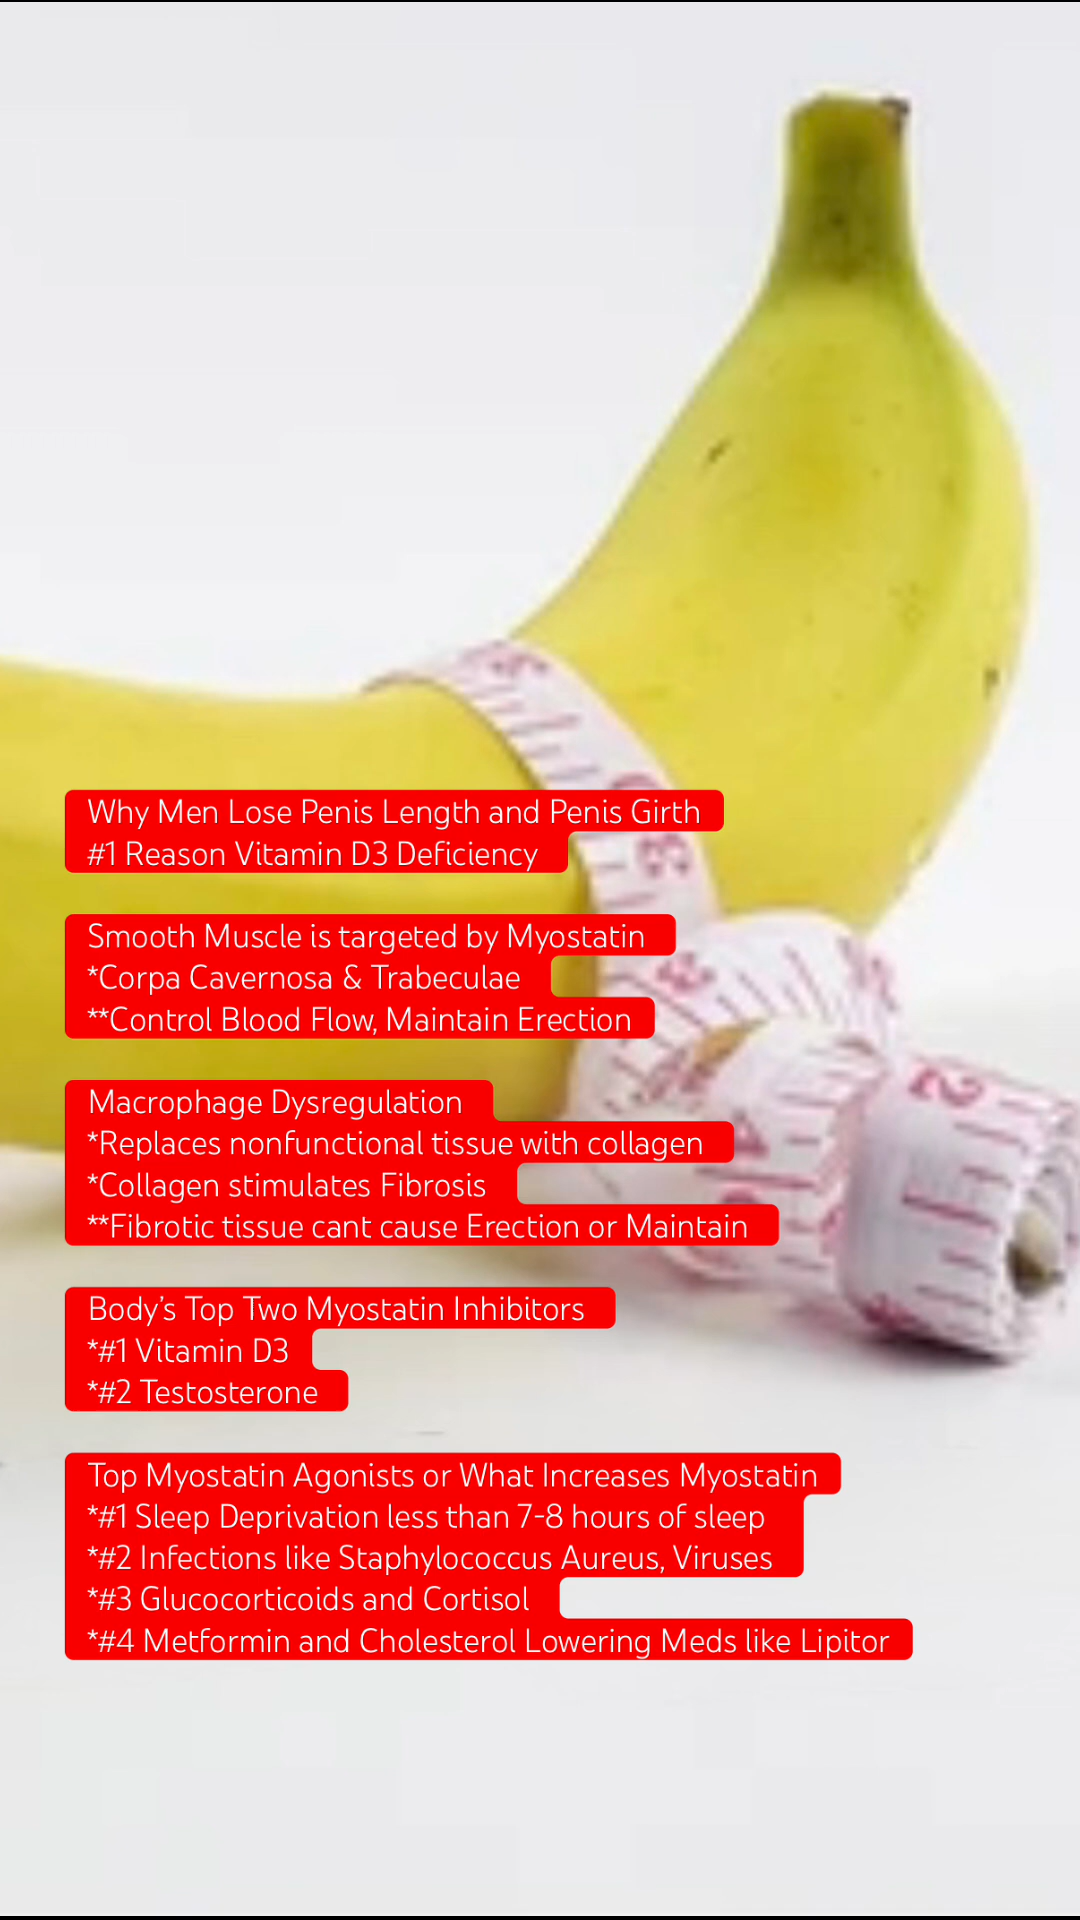 Why Men Lose Penis Length and Penis Girth
#1 Reason Vitamin D3 Deficiency
Smooth Muscle is targeted by Myostatin
*Corpa Cavernosa & Trabeculae
**Control Blood Flow, Maintain Erection
Macrophage Dysregulation
*Replaces nonfunctional tissue with collagen
*Collagen stimulates Fibrosis
**Fibrotic tissue cant cause Erection or Maintain
Body's Top Two Myostatin Inhibitors
*#1 Vitamin D3
*#2 Testosterone
Top Myostatin Agonists or What Increases Myostatin
*#1 Sleep Deprivation less than 7-8 hours of sleep
*#2 Infections like Staphylococcus Aureus, Viruses
*#3 Glucocorticoids and Cortisol
*#4 Metformin and Cholesterol Lowering Meds like Lipitor